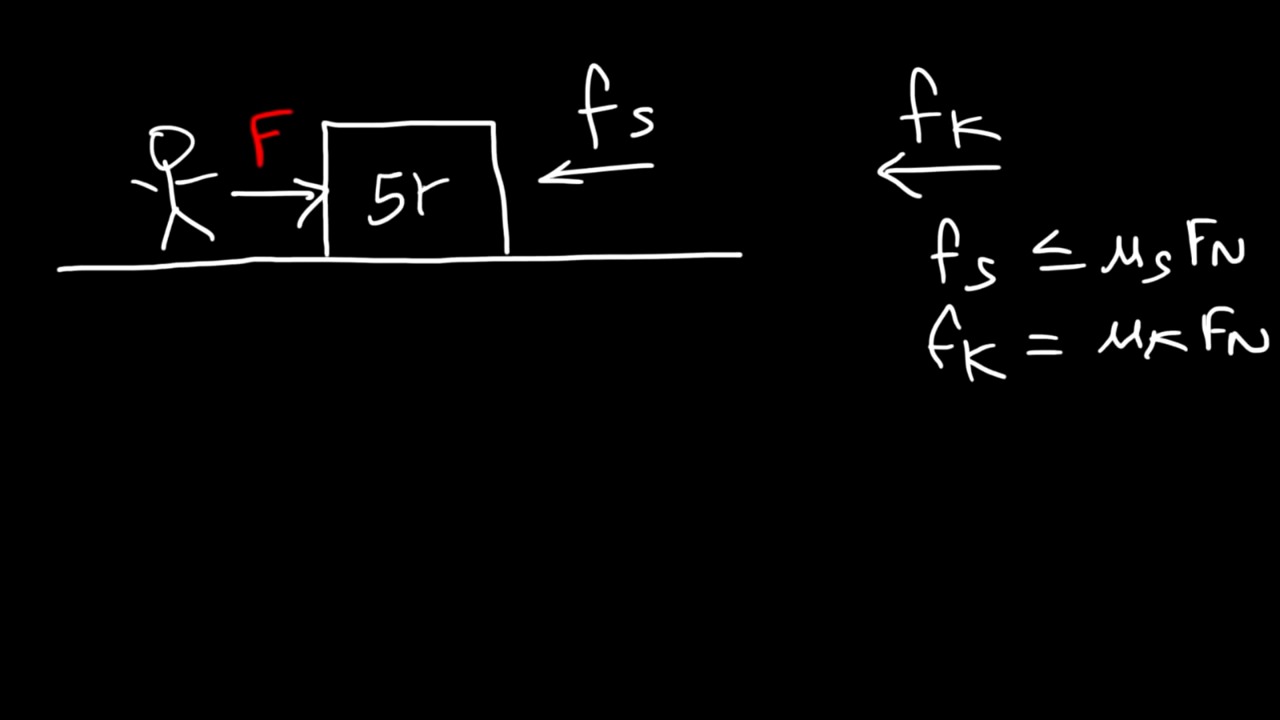 F
5r
fs
fK
fs ≤ μs FN
fK = μK FN